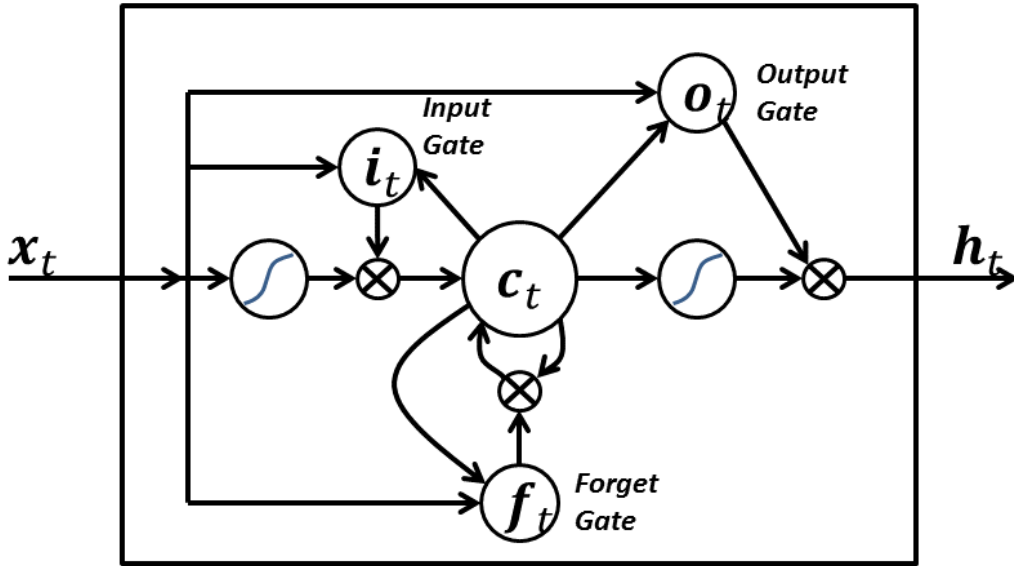 Output
Gate
o_t
Input
Gate
i_t
x_t
c_t
h_t
f_t
Forget
Gate